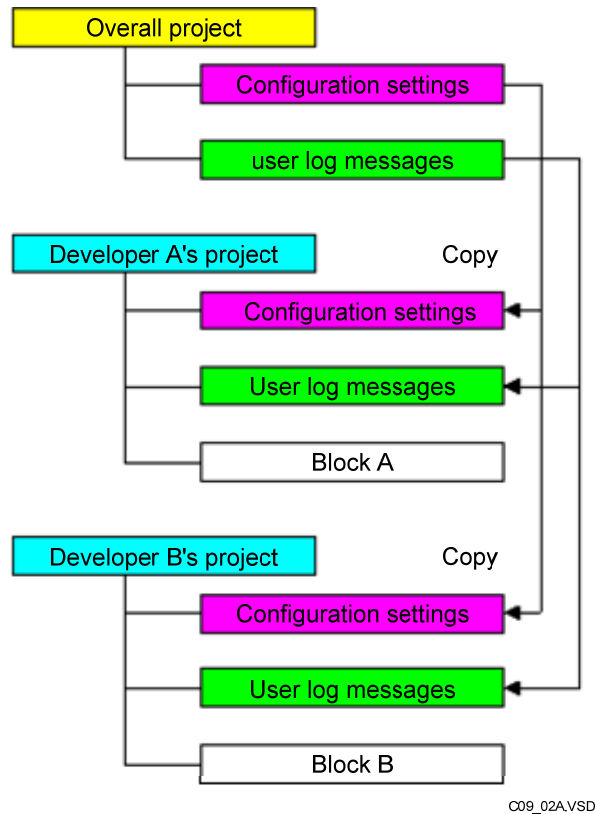 Overall project
Configuration settings
user log messages
Developer A's project
Copy
Configuration settings
User log messages
Block A
Developer B's project
Copy
Configuration settings
User log messages
Block B
C09_02A.VSD